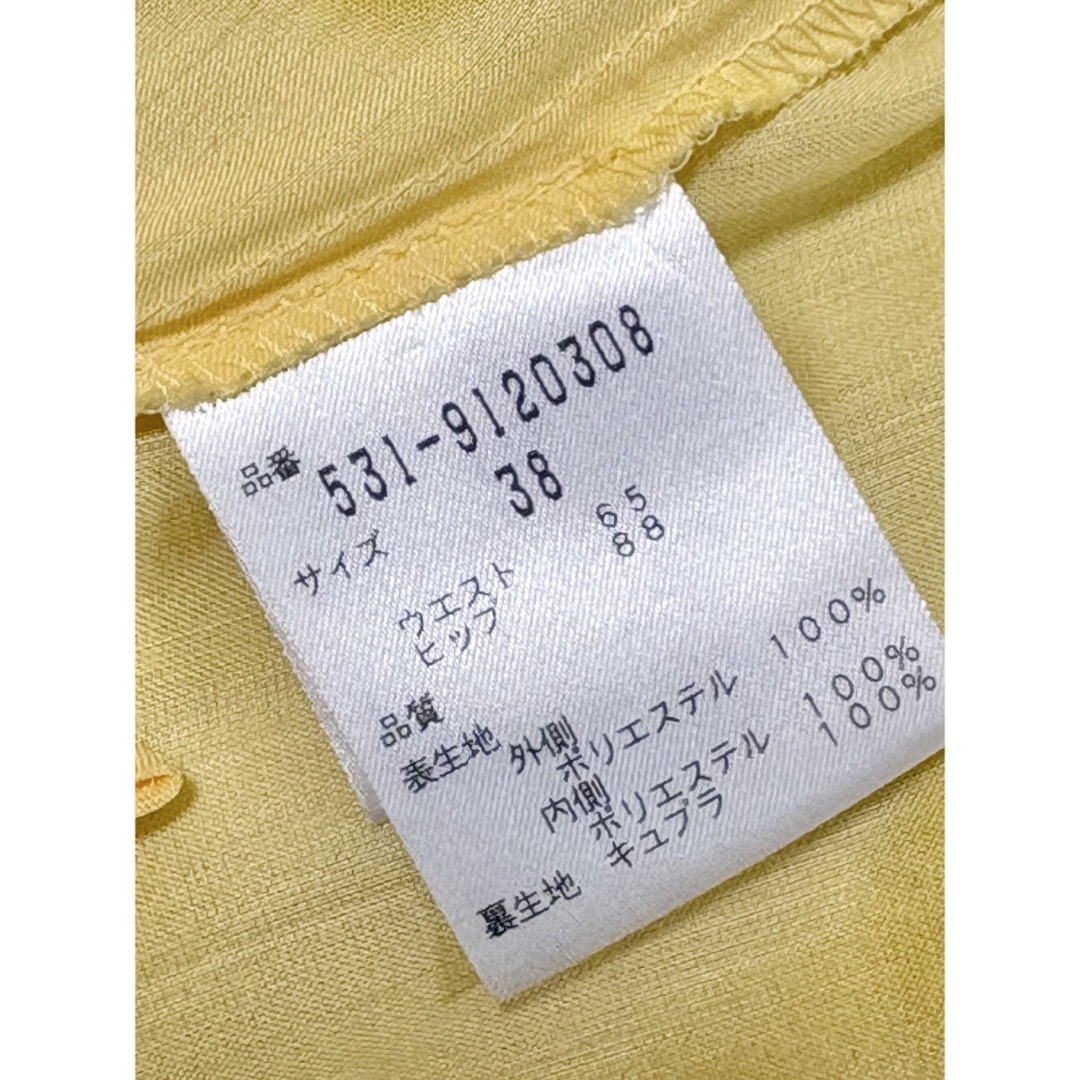 品番 531-9120308
サイズ 38
ウエスト 65
ヒップ 88
品質
表生地 外側
ポリエステル 100%
内側
ポリエステル 100%
裏生地 キュプラ 100%